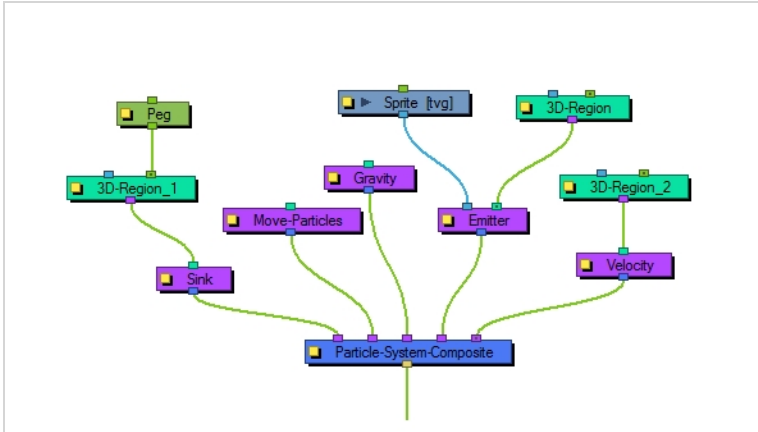 Sprite [tvg]
Peg
3D-Region
Gravity
3D-Region_1
3D-Region_2
Move-Particles
Emitter
Sink
Velocity
Particle-System-Composite